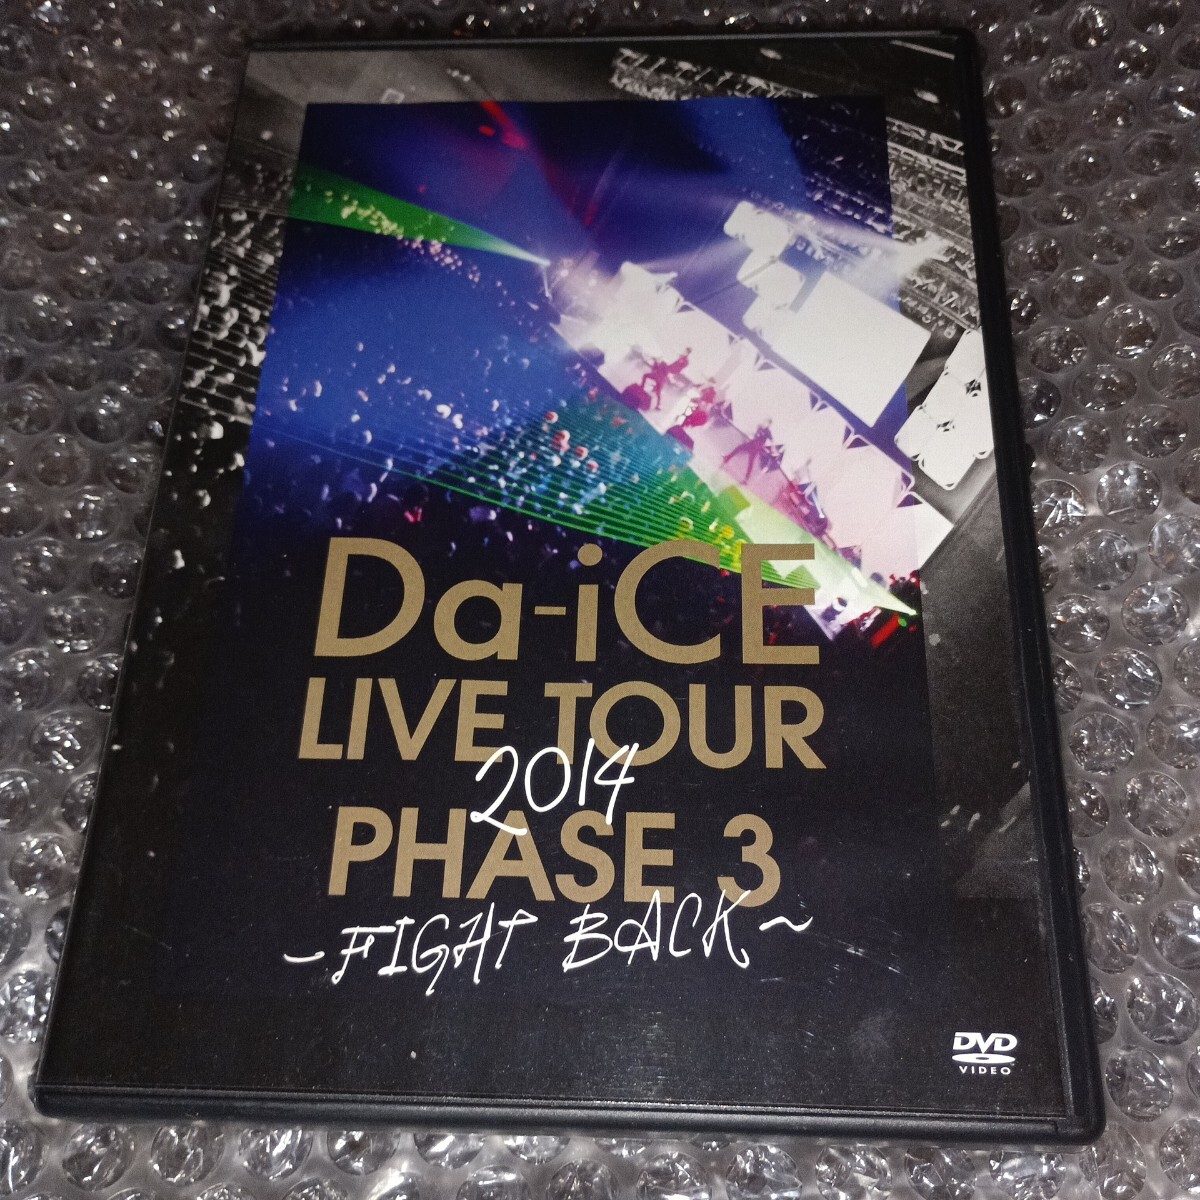 Da-iCE
LIVE TOUR
2014
PHASE 3
~FIGHT BACK~
DVD
VIDEO